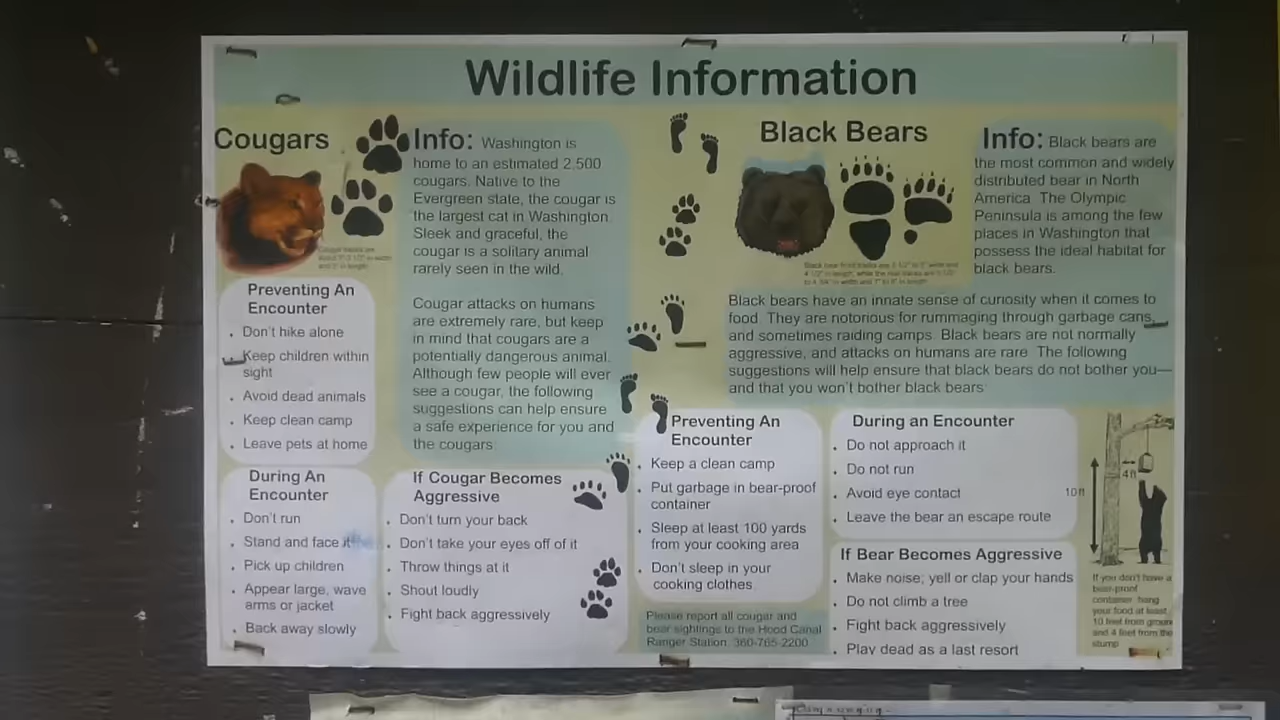 Wildlife Information
Cougars
Info: Washington is
home to an estimated 2,500
cougars. Native to the
Evergreen state, the cougar is
the largest cat in Washington.
Sleek and graceful, the
cougar is a solitary animal
rarely seen in the wild.
Cougar attacks on humans
are extremely rare, but keep
in mind that cougars are a
potentially dangerous animal.
Although few people will ever
see a cougar, the following
suggestions can help ensure
a safe experience for you and
the cougars.
Preventing An
Encounter
• Don't hike alone
• Keep children within
sight
• Avoid dead animals
• Keep clean camp
• Leave pets at home
During An
Encounter
• Don't run
• Stand and face it
• Pick up children
• Appear large, wave
arms or jacket
• Back away slowly
If Cougar Becomes
Aggressive
• Don't turn your back
• Don't take your eyes off of it
• Throw things at it
• Shout loudly
• Fight back aggressively
Black Bears
Info: Black bears are
the most common and widely
distributed bear in North
America. The Olympic
Peninsula is among the few
places in Washington that
possess the ideal habitat for
black bears.
Black bears have an innate sense of curiosity when it comes to
food. They are notorious for rummaging through garbage cans,
and sometimes raiding camps. Black bears are not normally
aggressive, and attacks on humans are rare. The following
suggestions will help ensure that black bears do not bother you—
and that you won't bother black bears.
Preventing An
Encounter
• Keep a clean camp
• Put garbage in bear-proof
container
• Sleep at least 100 yards
from your cooking area
• Don't sleep in your
cooking clothes
Please report all cougar and
bear sightings to the Hood Canal
Ranger Station. 360-765-2200
During an Encounter
• Do not approach it
• Do not run
• Avoid eye contact
• Leave the bear an escape route
If Bear Becomes Aggressive
• Make noise; yell or clap your hands
• Do not climb a tree
• Fight back aggressively
• Play dead as a last resort
4 ft
10 ft
If you don't have a
bear-proof
container, hang
your food at least
10 feet from ground
and 4 feet from the
stump